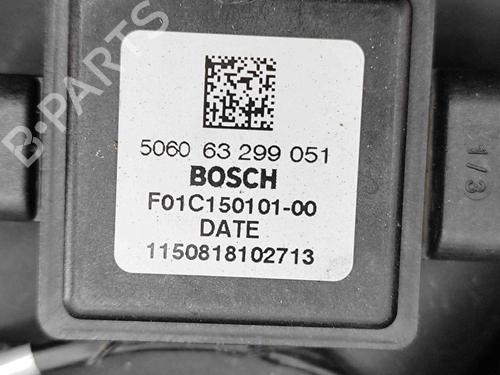 B-PARTS
5060 63 299 051
BOSCH
F01C150101-00
DATE
1150818102713
1/3